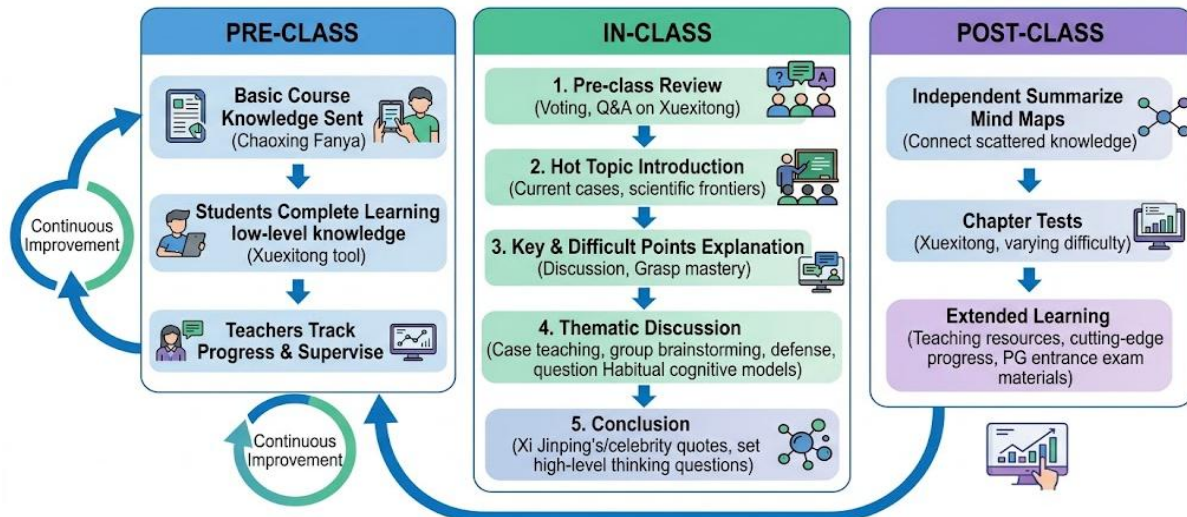 PRE-CLASS
Basic Course
Knowledge Sent
(Chaoxing Fanya)
Students Complete Learning
low-level knowledge
(Xuexitong tool)
Teachers Track
Progress & Supervise
Continuous
Improvement
Continuous
Improvement
IN-CLASS
1. Pre-class Review
(Voting, Q&A on Xuexitong)
? A
2. Hot Topic Introduction
(Current cases, scientific frontiers)
3. Key & Difficult Points Explanation
(Discussion, Grasp mastery)
4. Thematic Discussion
(Case teaching, group brainstorming, defense,
question Habitual cognitive models)
5. Conclusion
(Xi Jinping's/celebrity quotes, set
high-level thinking questions)
POST-CLASS
Independent Summarize
Mind Maps
(Connect scattered knowledge)
Chapter Tests
(Xuexitong, varying difficulty)
Extended Learning
(Teaching resources, cutting-edge
progress, PG entrance exam
materials)